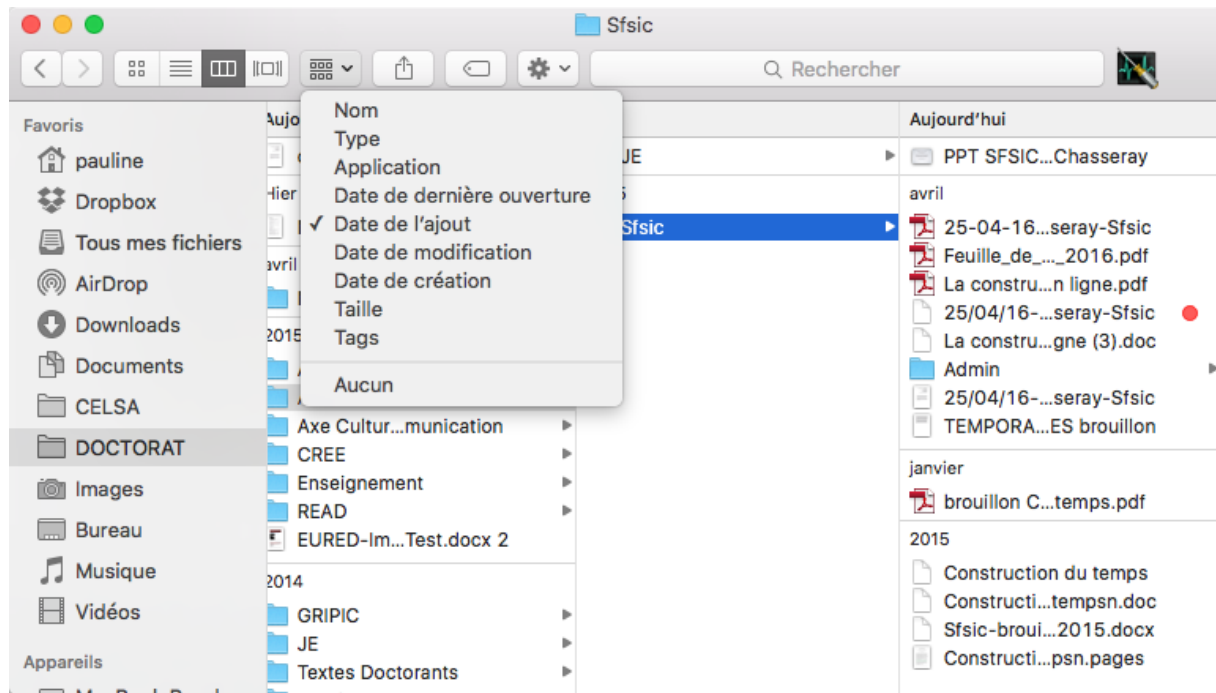 Sfsic
Rechercher
Favoris
pauline
Dropbox
Tous mes fichiers
AirDrop
Downloads
Documents
CELSA
DOCTORAT
Images
Bureau
Musique
Vidéos
Appareils
Nom
Type
Application
Date de dernière ouverture
✓ Date de l'ajout
Date de modification
Date de création
Taille
Tags
Aucun
Hier
avril
2015
Axe Cultur...munication
CREE
Enseignement
READ
EURED-Im...Test.docx 2
2014
GRIPIC
JE
Textes Doctorants
JE
Sfsic
Aujourd'hui
PPT SFSIC...Chasseray
avril
25-04-16...seray-Sfsic
Feuille_de_..._2016.pdf
La constru...n ligne.pdf
25/04/16-...seray-Sfsic
La constru...gne (3).doc
Admin
25/04/16-...seray-Sfsic
TEMPORA...ES brouillon
janvier
brouillon C...temps.pdf
2015
Construction du temps
Constructi...tempsn.doc
Sfsic-broui...2015.docx
Constructi...psn.pages